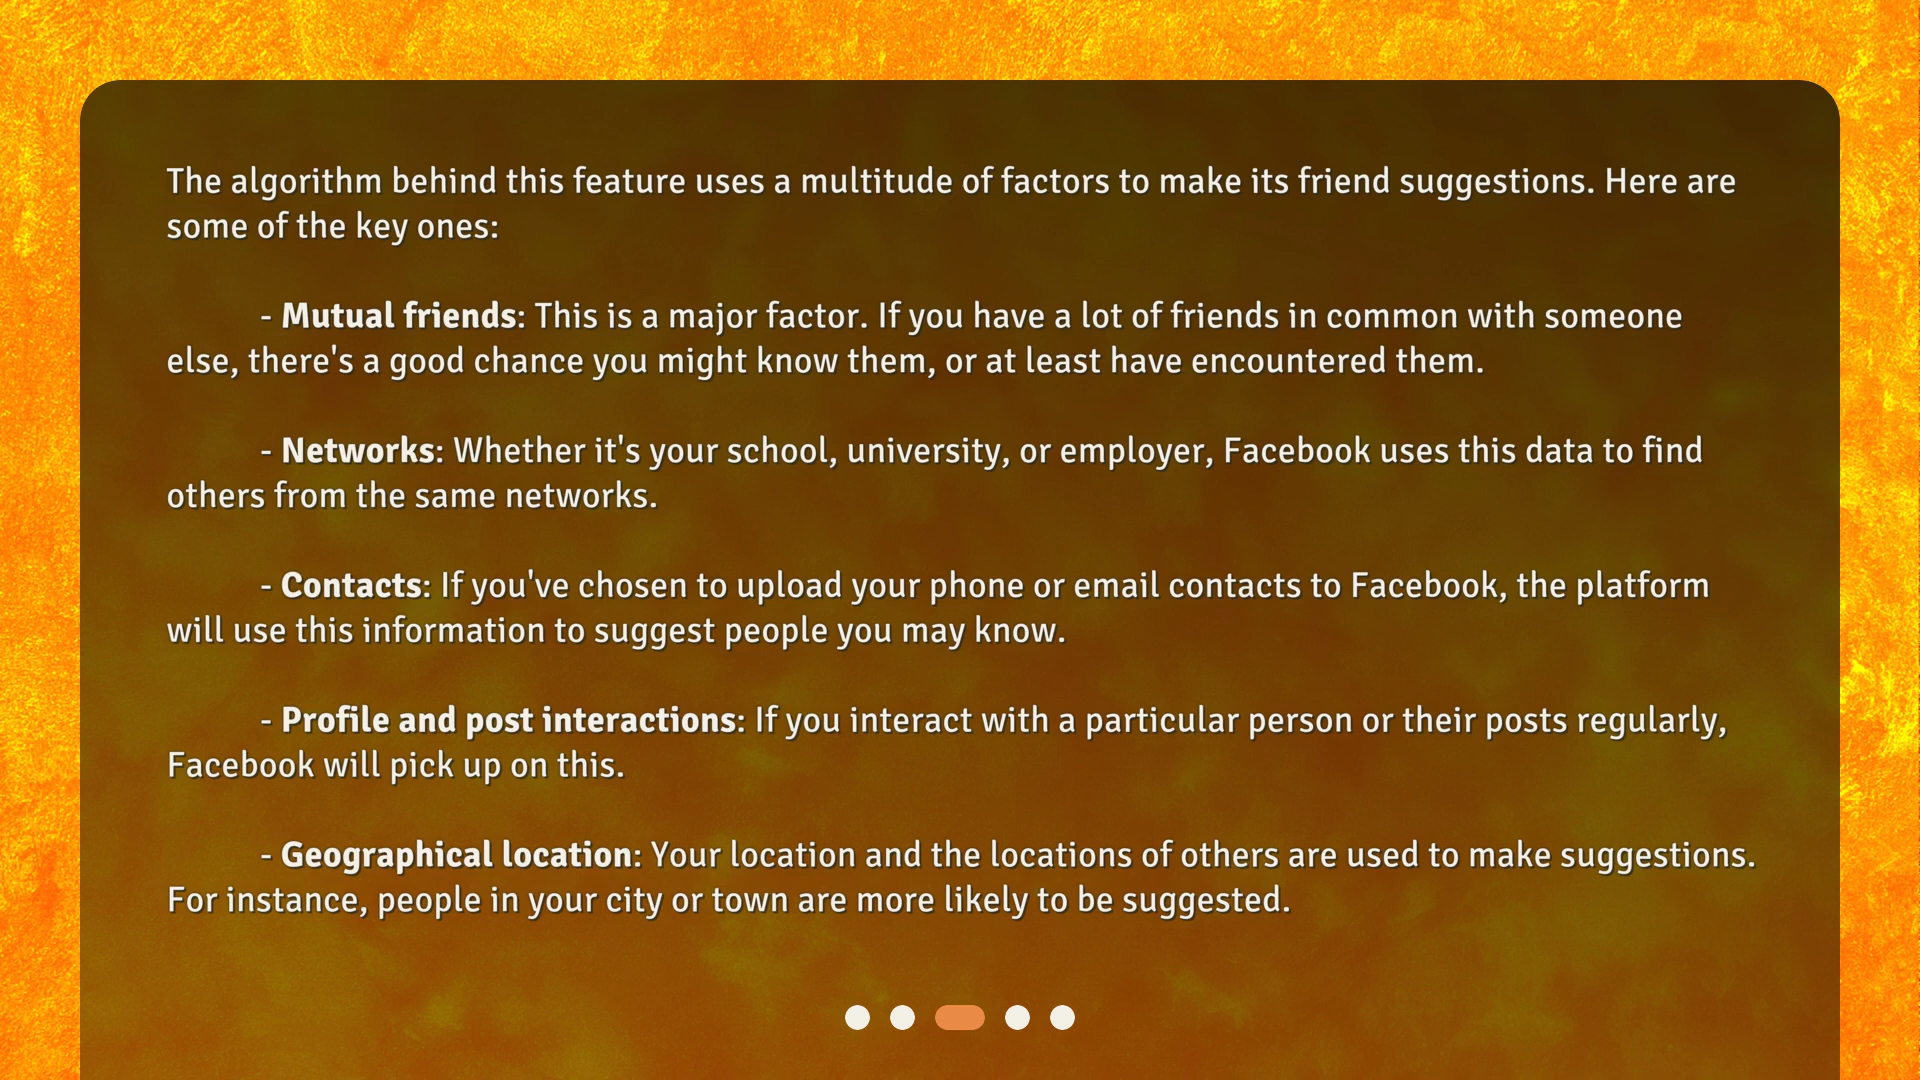 The algorithm behind this feature uses a multitude of factors to make its friend suggestions. Here are
some of the key ones:
- Mutual friends: This is a major factor. If you have a lot of friends in common with someone
else, there's a good chance you might know them, or at least have encountered them.
- Networks: Whether it's your school, university, or employer, Facebook uses this data to find
others from the same networks.
- Contacts: If you've chosen to upload your phone or email contacts to Facebook, the platform
will use this information to suggest people you may know.
- Profile and post interactions: If you interact with a particular person or their posts regularly,
Facebook will pick up on this.
- Geographical location: Your location and the locations of others are used to make suggestions.
For instance, people in your city or town are more likely to be suggested.